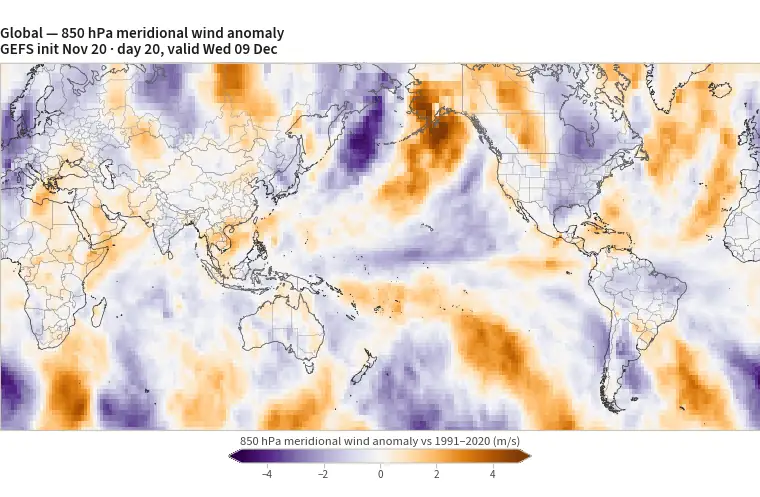 Global — 850 hPa meridional wind anomaly
GEFS init Nov 20 · day 20, valid Wed 09 Dec
850 hPa meridional wind anomaly vs 1991–2020 (m/s)
−4 −2 0 2 4